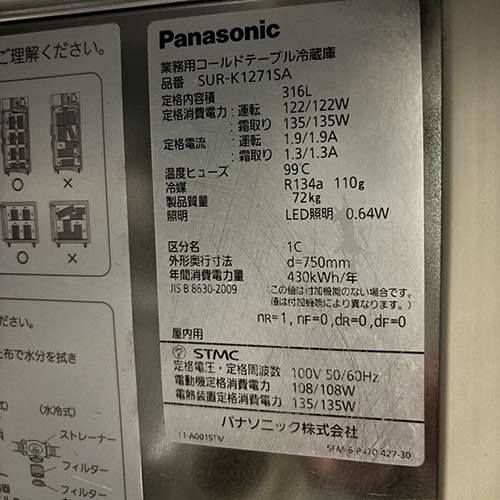 ご理解ください。
Panasonic
業務用コールドテーブル冷蔵庫
品番 SUR-K1271SA
定格内容積 316L
定格消費電力:運転 122/122W
:霜取り 135/135W
定格電流 :運転 1.9/1.9A
:霜取り 1.3/1.3A
温度ヒューズ 99℃
冷媒 R134a 110g
製品質量 72kg
照明 LED照明 0.64W
区分名 1C
外形奥行寸法 d=750mm
年間消費電力量 430kWh/年
JIS B 8630-2009
この値は付加機能のない場合です。
(値は付加機能により異なります。)
nR=1, nF=0, dR=0, dF=0
屋内用
STMC
定格電圧・定格周波数 100V 50/60Hz
電動機定格消費電力 108/108W
電熱装置定格消費電力 135/135W
パナソニック株式会社
11-A0015TV
布で水分を拭き
式) (水冷式)
ストレーナー
フィルター
フィルター